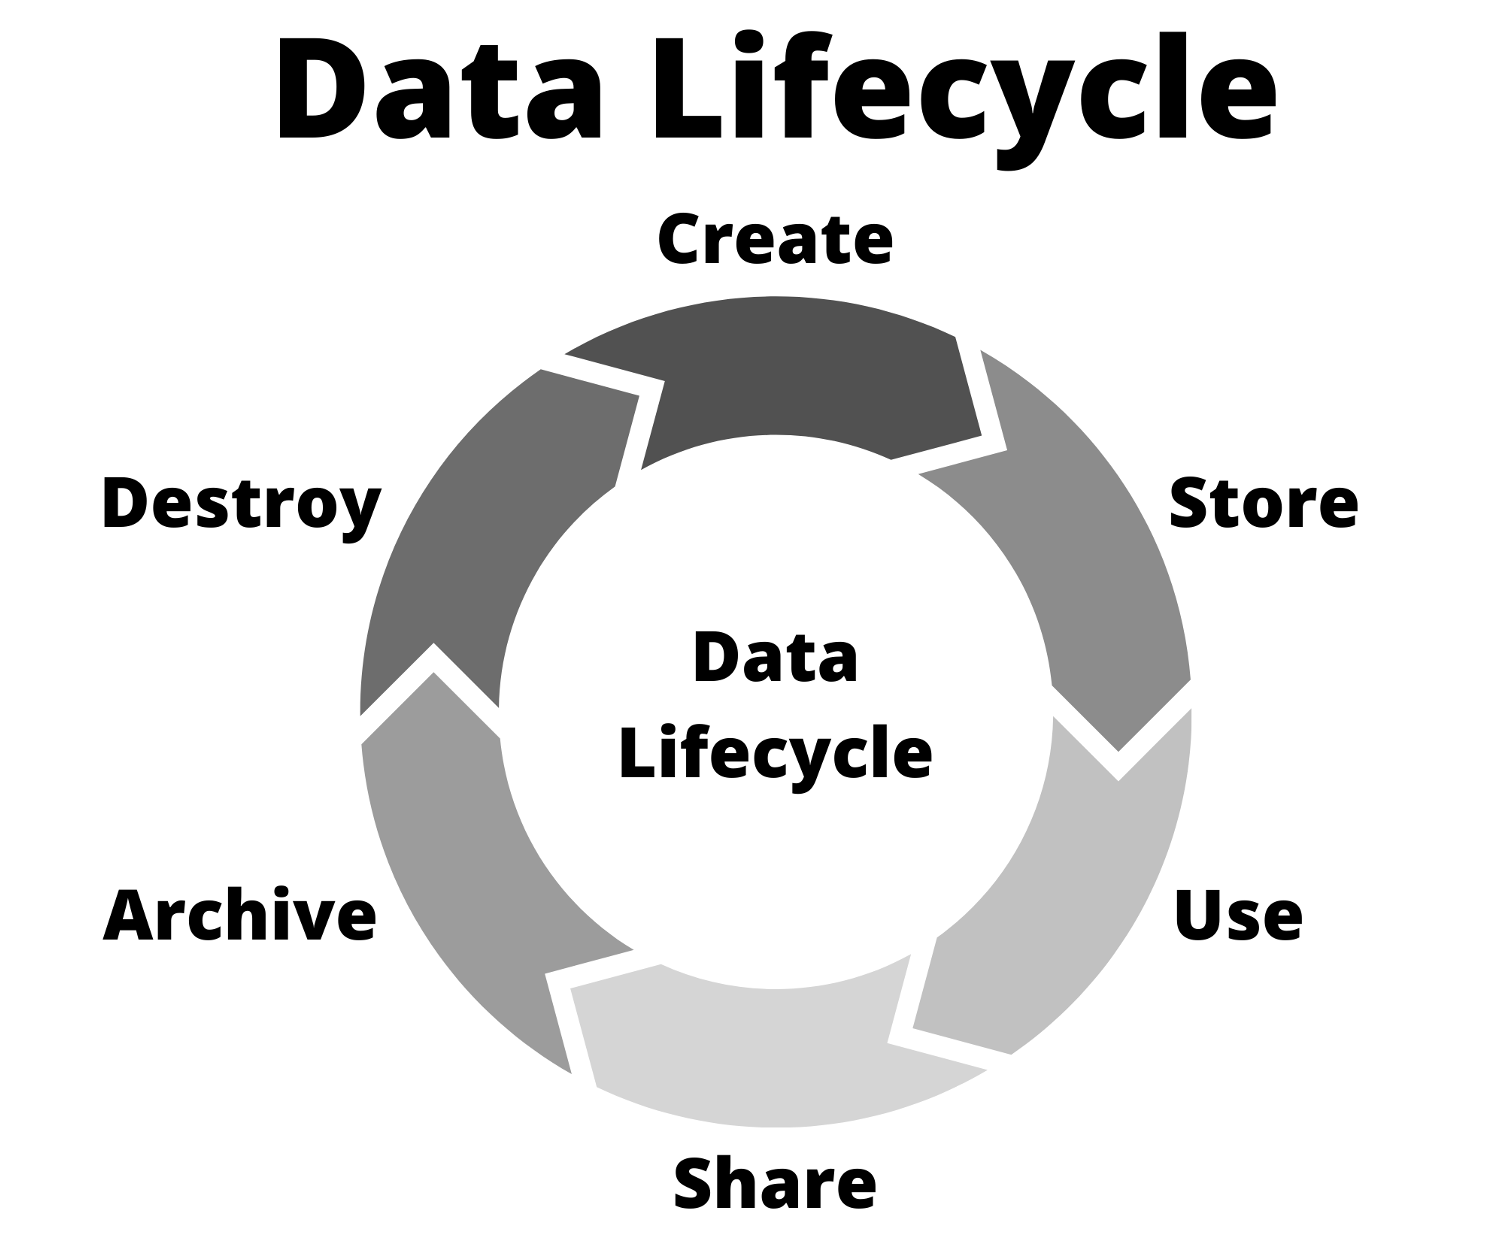 Data Lifecycle
Create
Destroy
Store
Data
Lifecycle
Archive
Use
Share